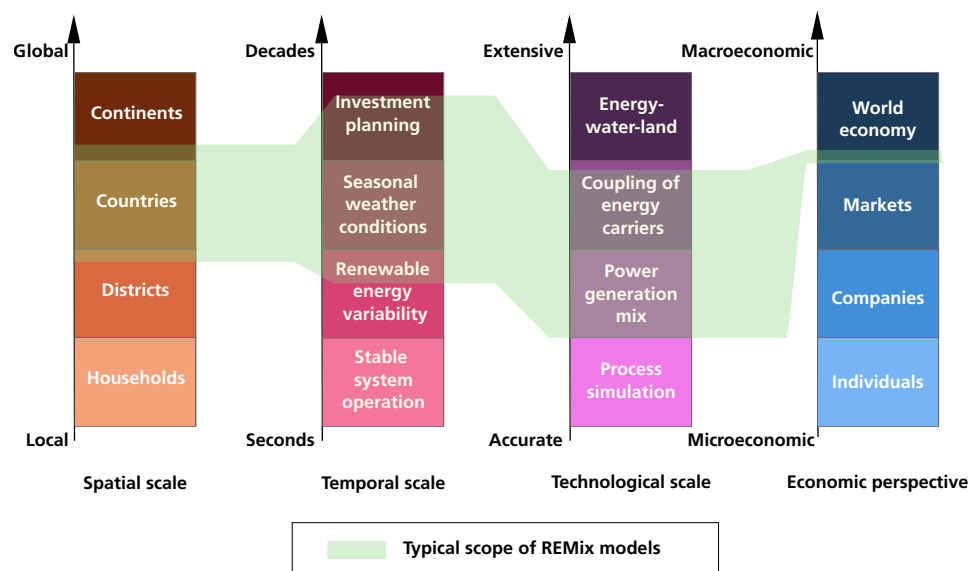 Global
Continents
Countries
Districts
Households
Local
Spatial scale
Decades
Investment
planning
Seasonal
weather
conditions
Renewable
energy
variability
Stable
system
operation
Seconds
Temporal scale
Extensive
Energy-
water-land
Coupling of
energy
carriers
Power
generation
mix
Process
simulation
Accurate
Technological scale
Macroeconomic
World
economy
Markets
Companies
Individuals
Microeconomic
Economic perspective
Typical scope of REMix models